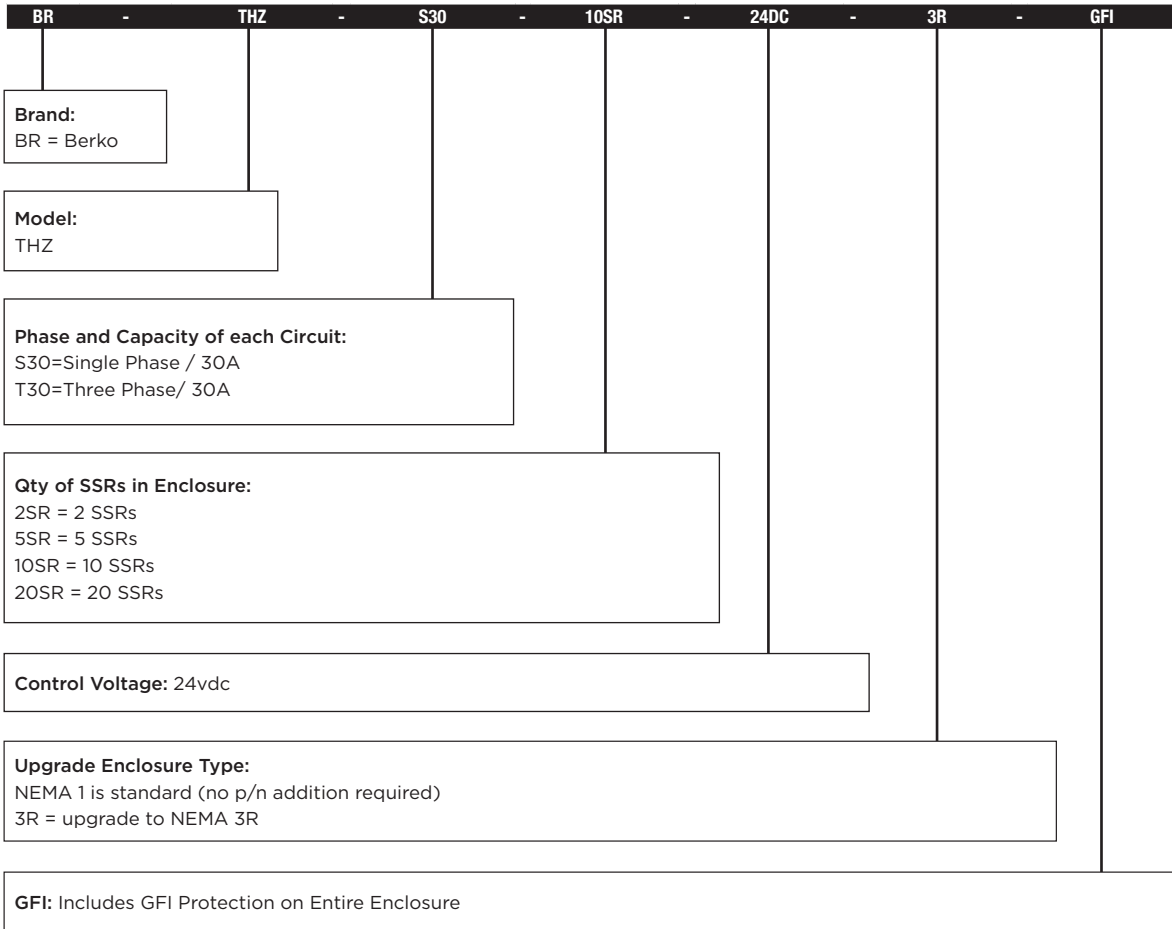 BR - THZ - S30 - 10SR - 24DC - 3R - GFI
Brand:
BR = Berko
Model:
THZ
Phase and Capacity of each Circuit:
S30=Single Phase / 30A
T30=Three Phase/ 30A
Qty of SSRs in Enclosure:
2SR = 2 SSRs
5SR = 5 SSRs
10SR = 10 SSRs
20SR = 20 SSRs
Control Voltage: 24vdc
Upgrade Enclosure Type:
NEMA 1 is standard (no p/n addition required)
3R = upgrade to NEMA 3R
GFI: Includes GFI Protection on Entire Enclosure